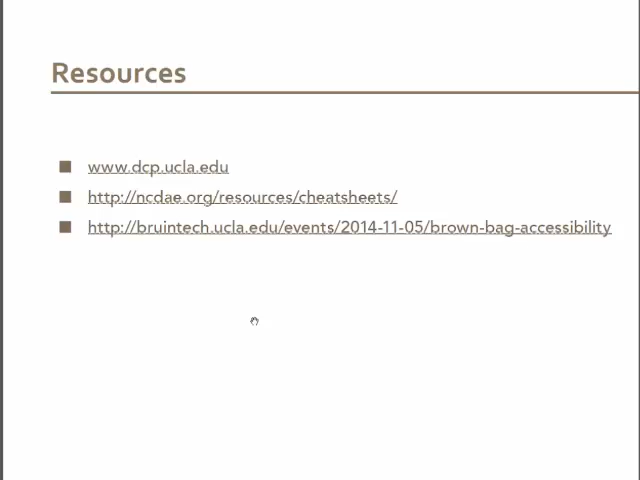 Resources
www.dcp.ucla.edu
http://ncdae.org/resources/cheatsheets/
http://bruintech.ucla.edu/events/2014-11-05/brown-bag-accessibility